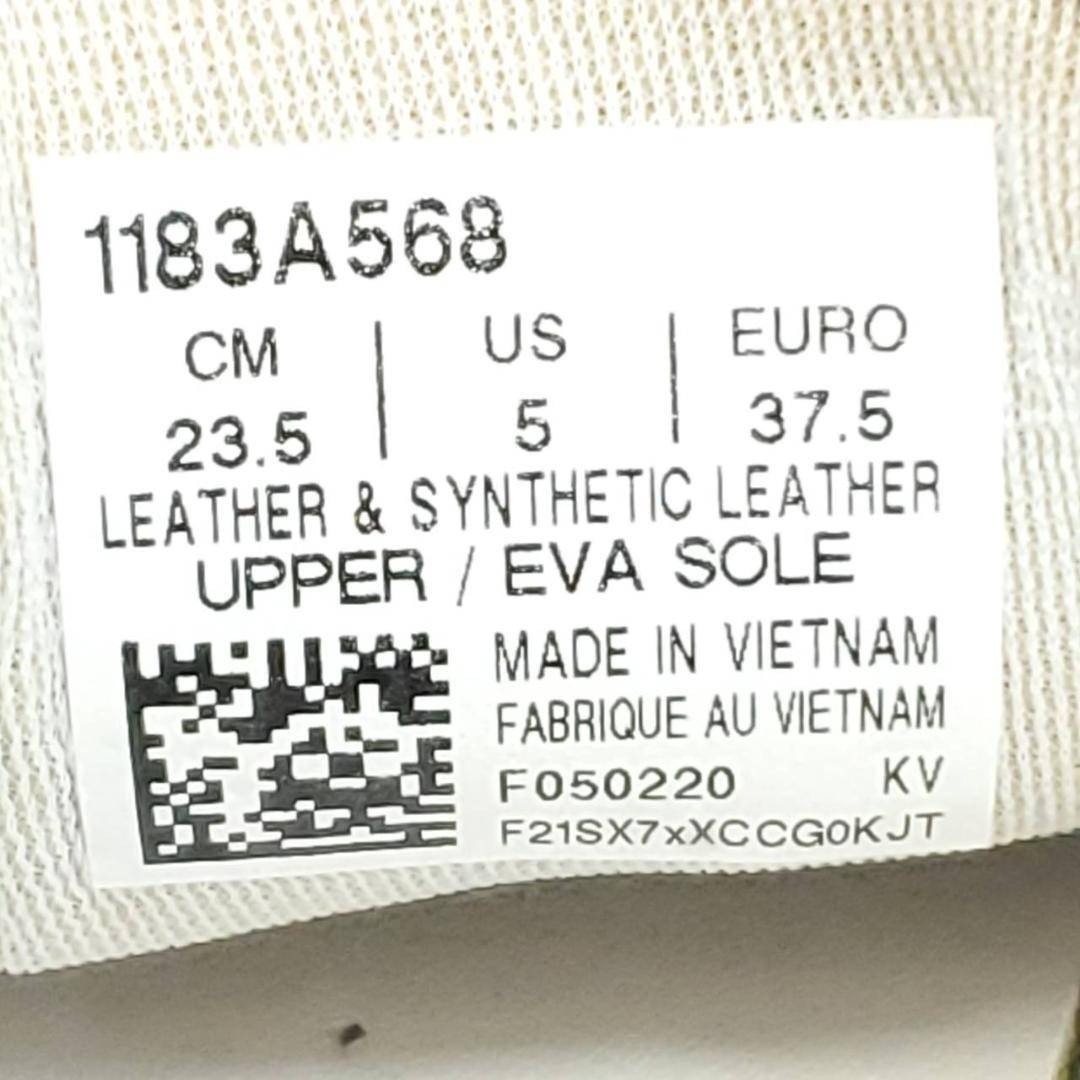 1183A568
CM | US | EURO
23.5 | 5 | 37.5
LEATHER & SYNTHETIC LEATHER
UPPER / EVA SOLE
MADE IN VIETNAM
FABRIQUE AU VIETNAM
F050220 KV
F21SX7xXCCG0KJT